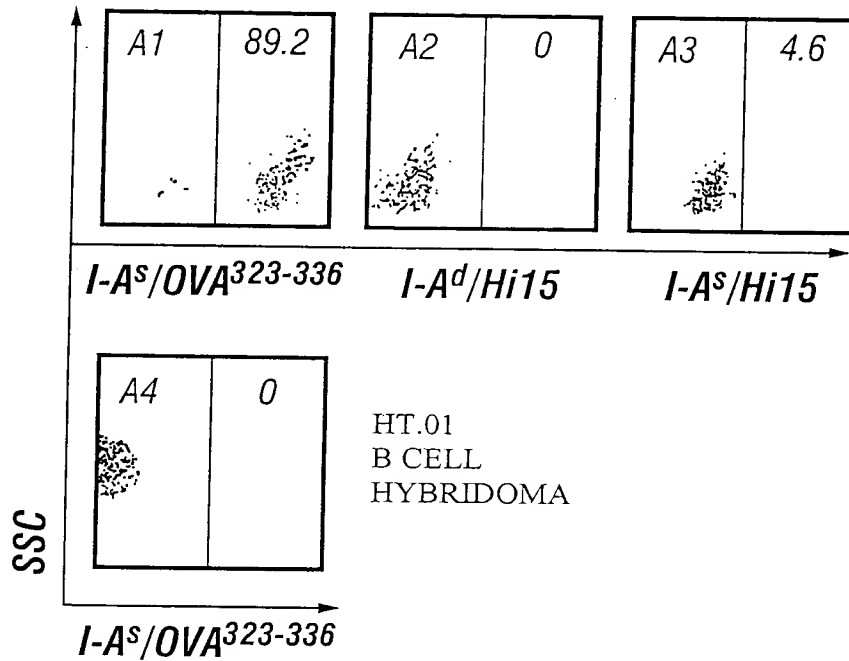 A1 89.2 A2 0 A3 4.6
I-Aˢ/OVA³²³⁻³³⁶ I-Aᵈ/Hi15 I-Aˢ/Hi15
A4 0
HT.01
B CELL
HYBRIDOMA
SSC
I-Aˢ/OVA³²³⁻³³⁶